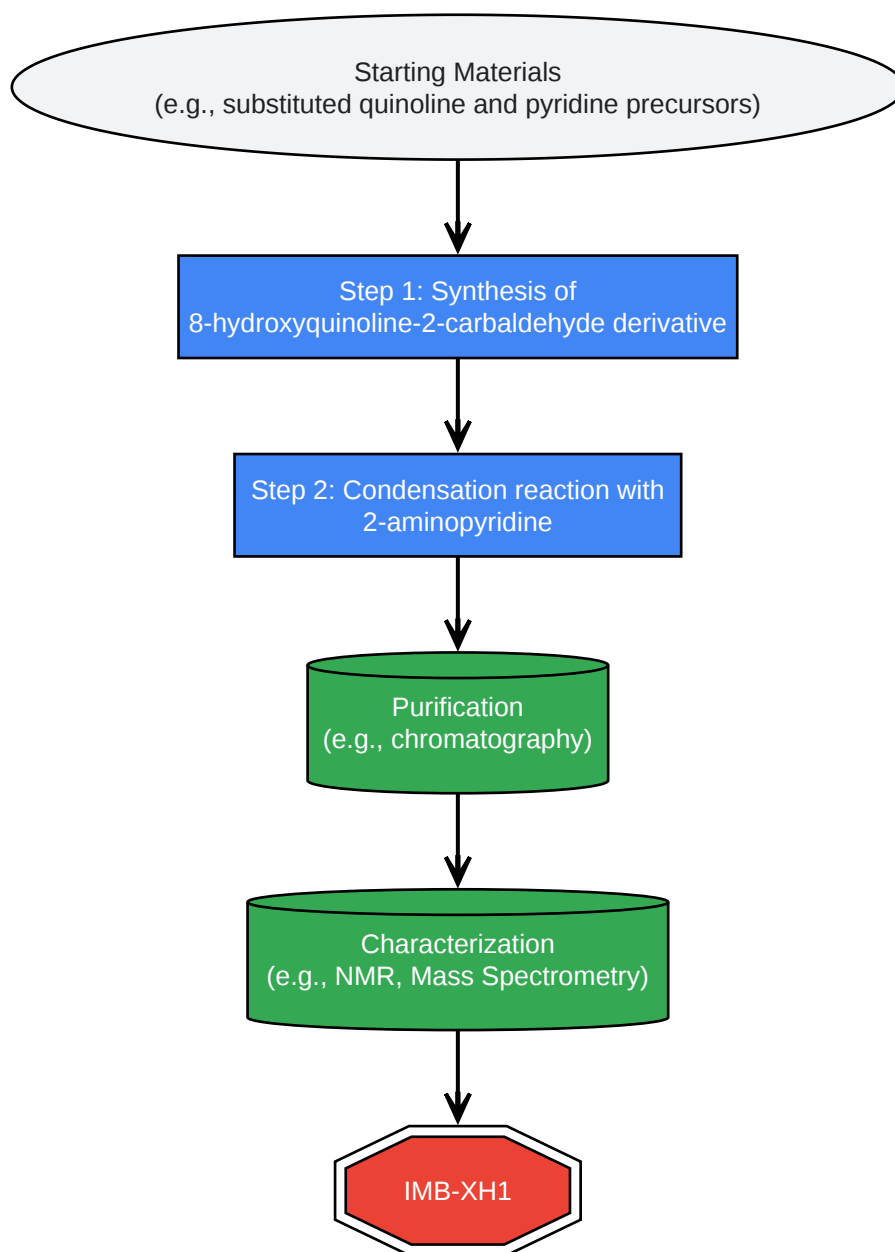 Starting Materials
(e.g., substituted quinoline and pyridine precursors)
Step 1: Synthesis of
8-hydroxyquinoline-2-carbaldehyde derivative
Step 2: Condensation reaction with
2-aminopyridine
Purification
(e.g., chromatography)
Characterization
(e.g., NMR, Mass Spectrometry)
IMB-XH1